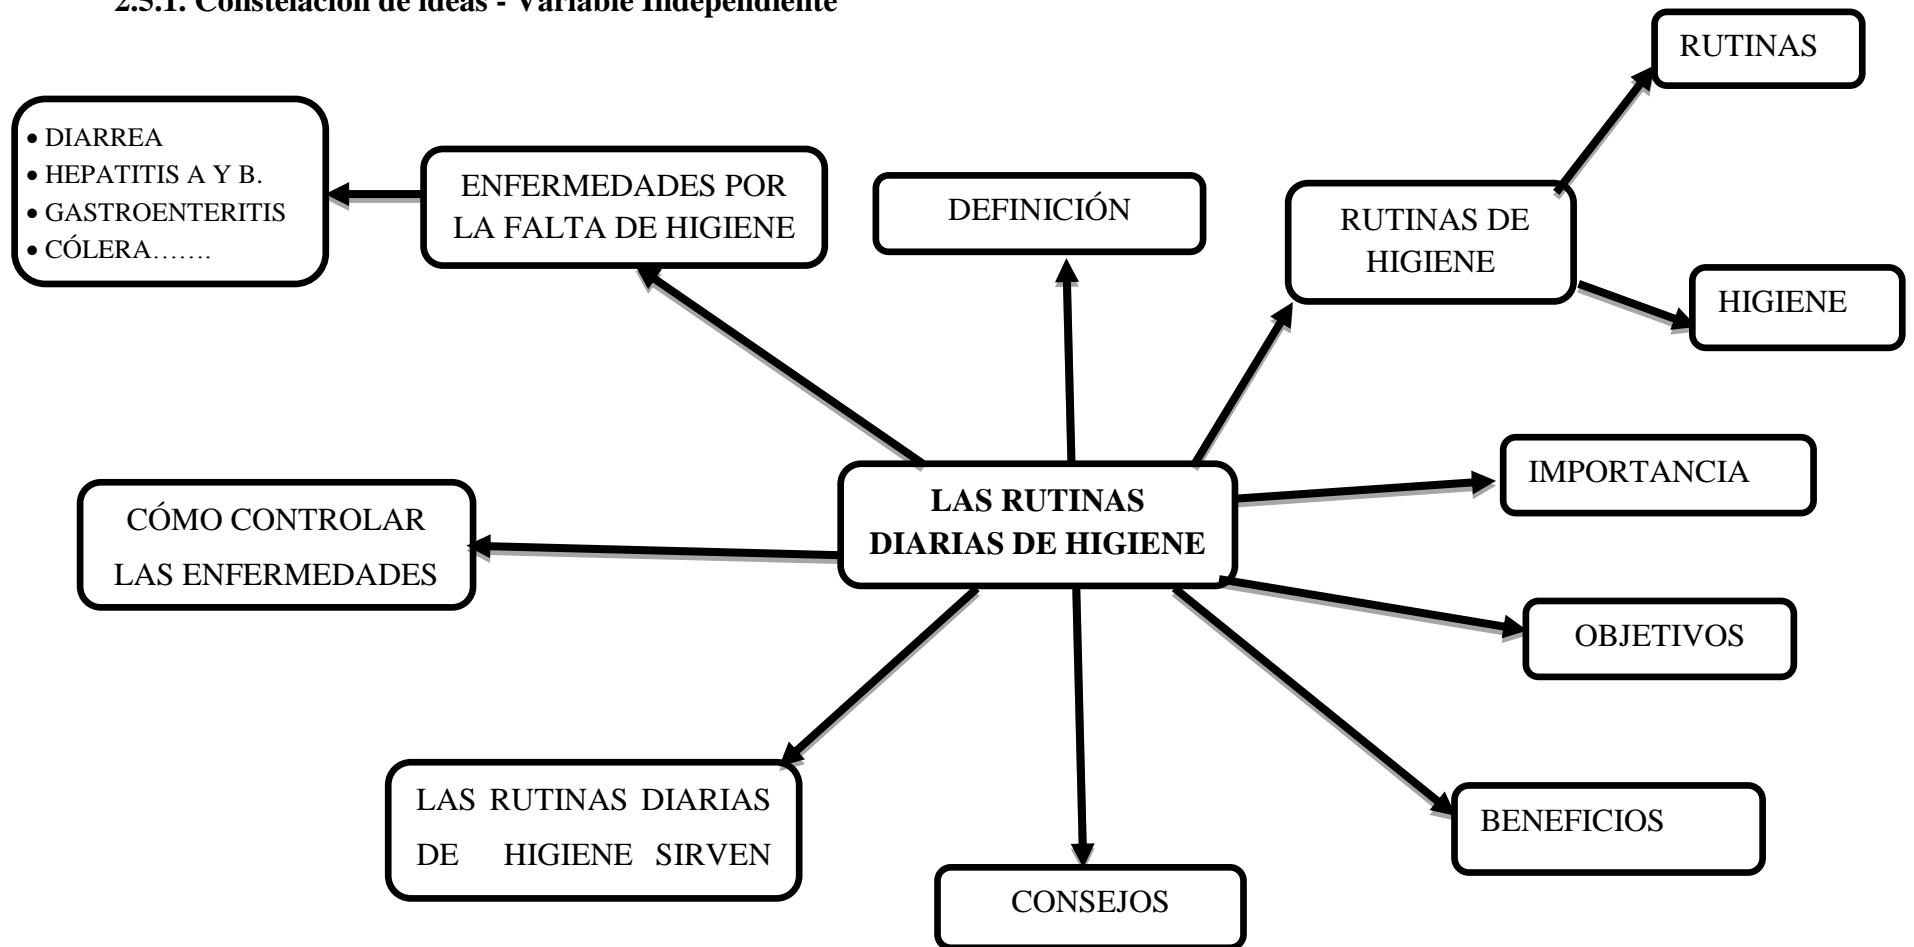 2.5.1. Constelación de ideas - Variable Independiente
RUTINAS
• DIARREA
• HEPATITIS A Y B.
• GASTROENTERITIS
• CÓLERA…….
ENFERMEDADES POR
LA FALTA DE HIGIENE
DEFINICIÓN
RUTINAS DE
HIGIENE
HIGIENE
IMPORTANCIA
LAS RUTINAS
DIARIAS DE HIGIENE
CÓMO CONTROLAR
LAS ENFERMEDADES
OBJETIVOS
LAS RUTINAS DIARIAS
DE HIGIENE SIRVEN
BENEFICIOS
CONSEJOS